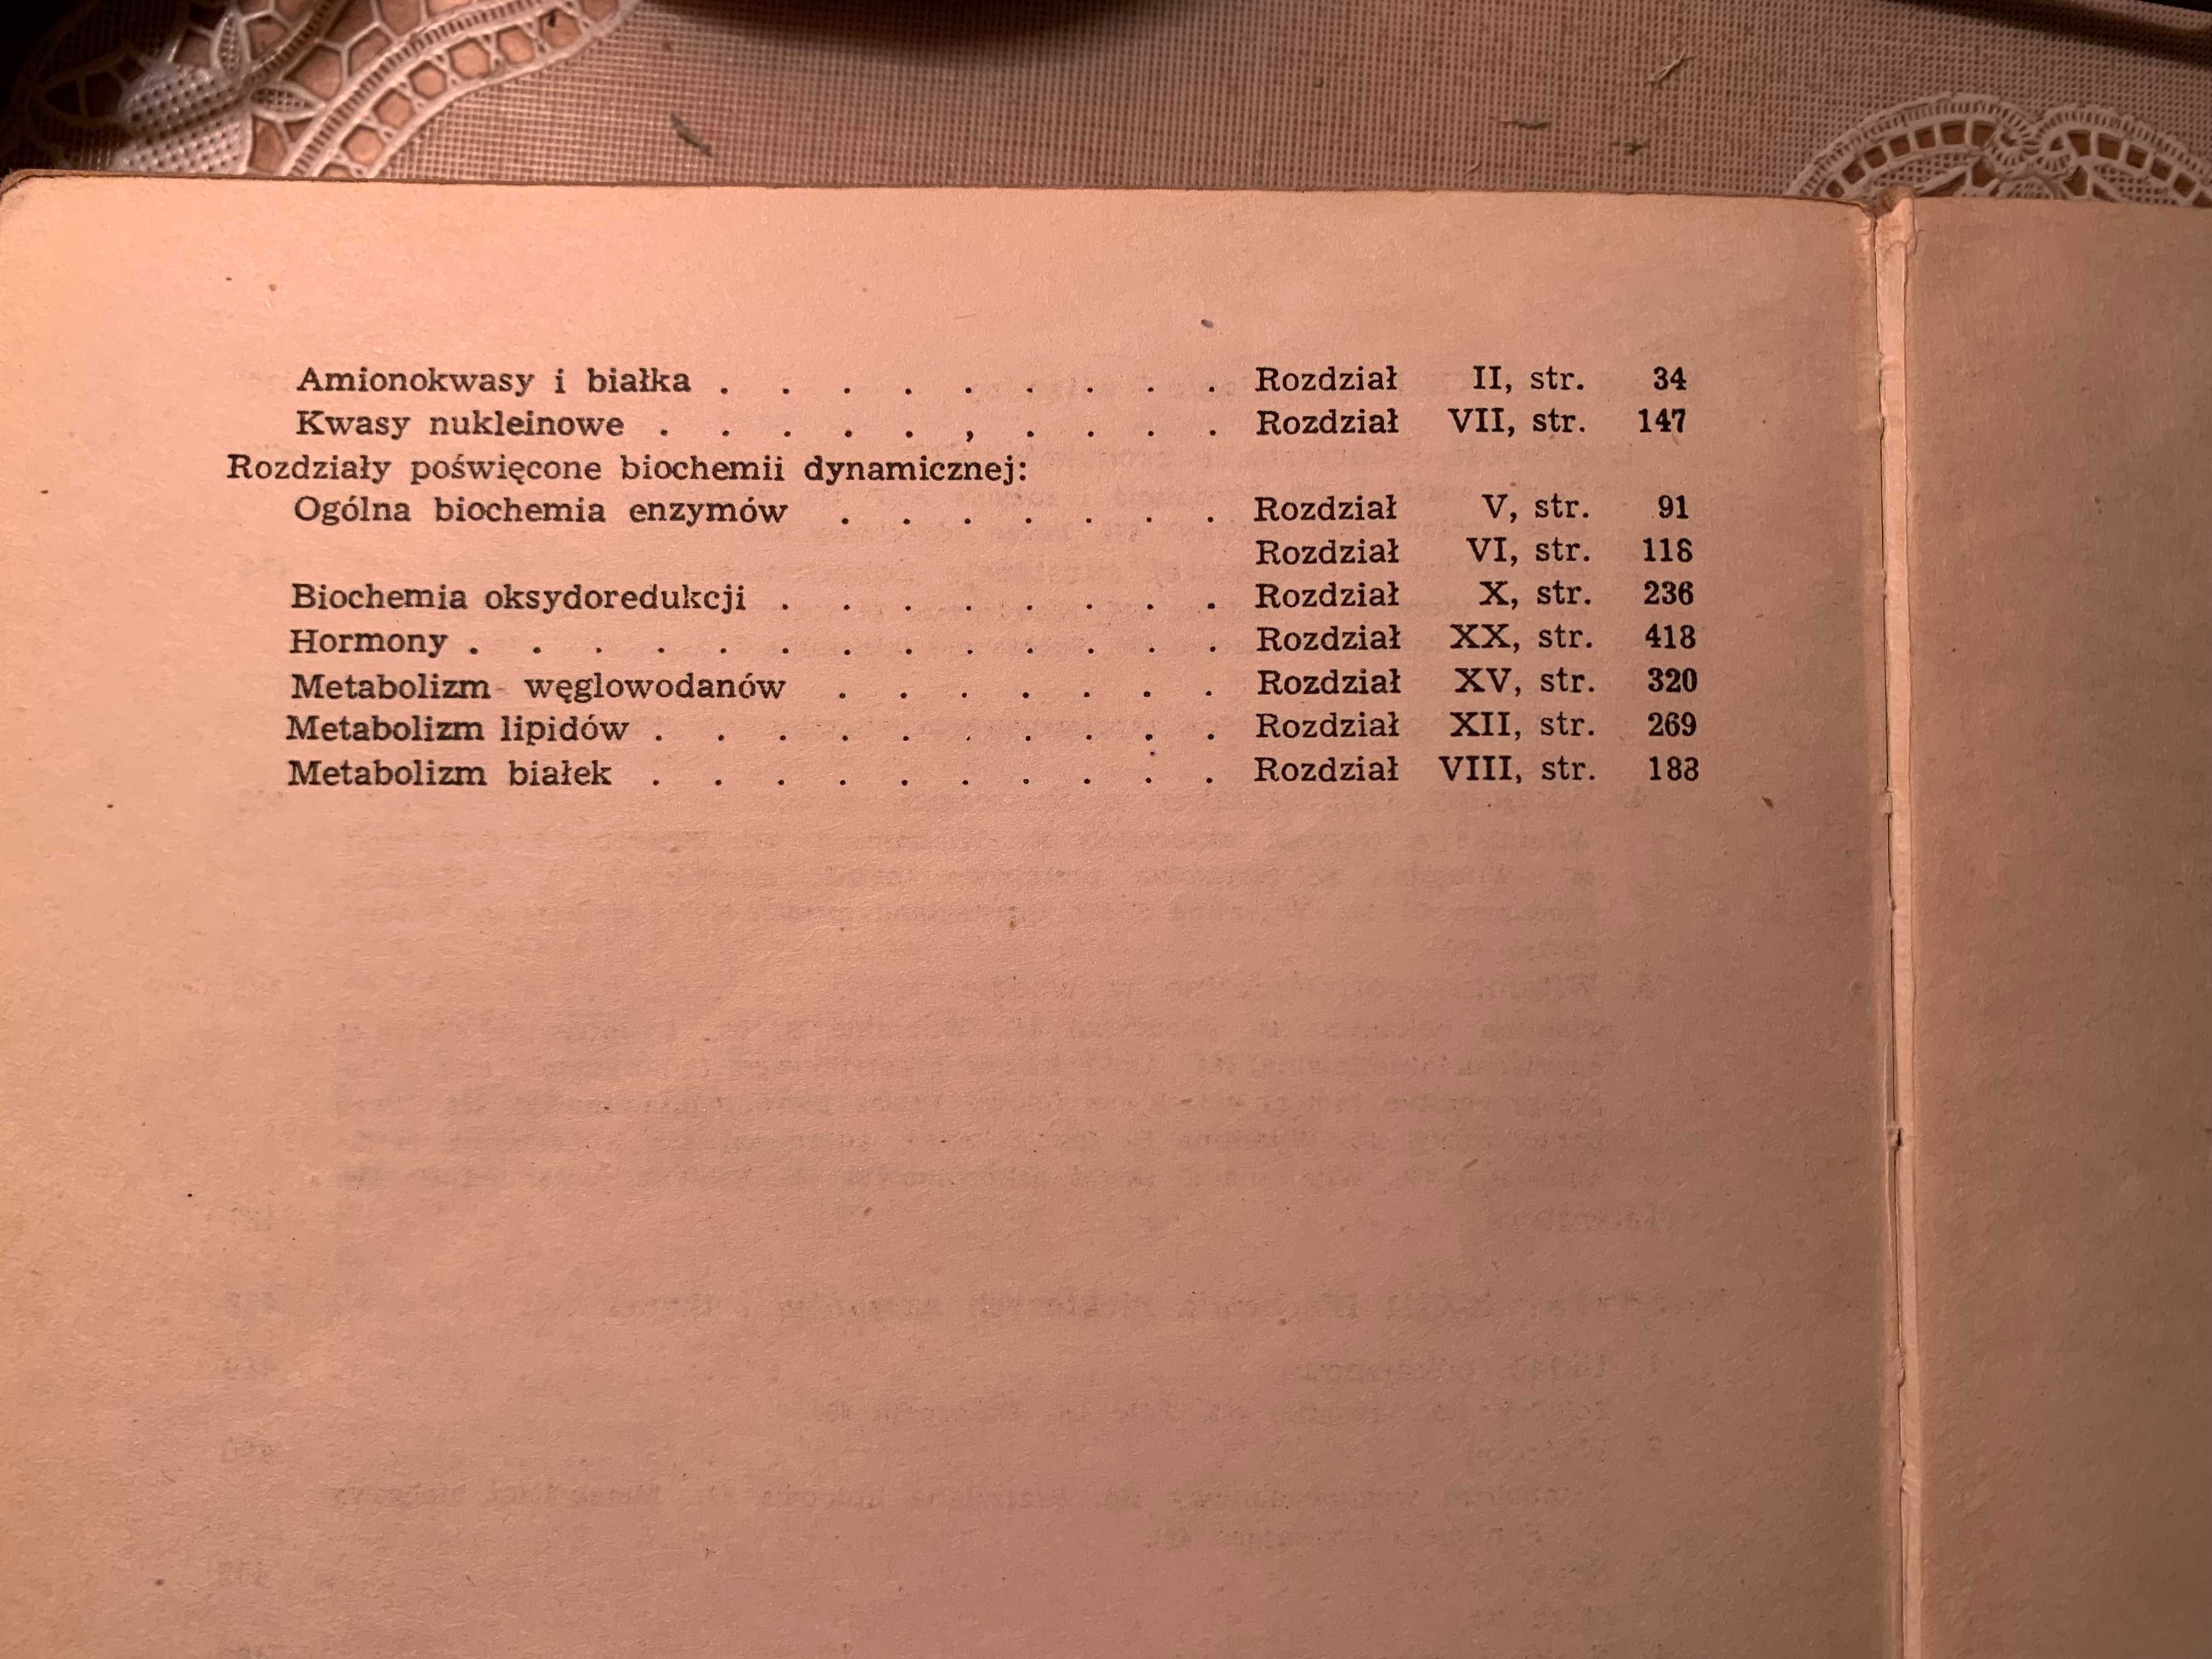 Amionokwasy i białka . . . . . . . . . Rozdział II, str. 34
Kwasy nukleinowe . . . . . , . . . . Rozdział VII, str. 147
Rozdziały poświęcone biochemii dynamicznej:
Ogólna biochemia enzymów . . . . . . . Rozdział V, str. 91
Rozdział VI, str. 118
Biochemia oksydoredukcji . . . . . . . . Rozdział X, str. 236
Hormony . . . . . . . . . . . . . Rozdział XX, str. 418
Metabolizm węglowodanów . . . . . . . Rozdział XV, str. 320
Metabolizm lipidów . . . . . . . . . . Rozdział XII, str. 269
Metabolizm białek . . . . . . . . . . Rozdział VIII, str. 183